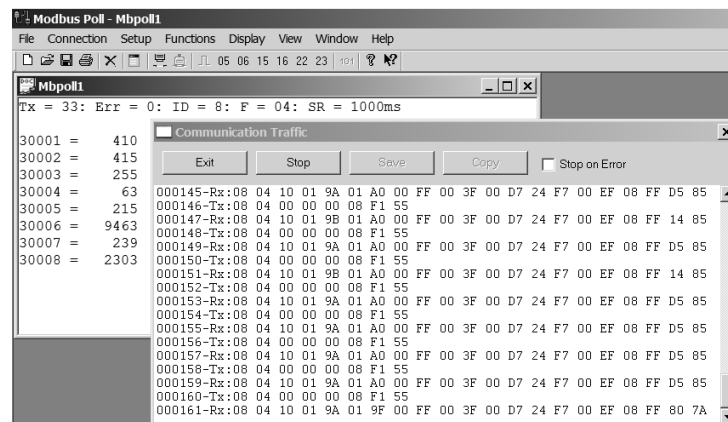 Modbus Poll - Mbpoll1
File Connection Setup Functions Display View Window Help
05 06 15 16 22 23 101
Mbpoll1
Tx = 33: Err = 0: ID = 8: F = 04: SR = 1000ms
30001 = 410
30002 = 415
30003 = 255
30004 = 63
30005 = 215
30006 = 9463
30007 = 239
30008 = 2303
Communication Traffic
Exit Stop Save Copy Stop on Error
000145-Rx:08 04 10 01 9A 01 A0 00 FF 00 3F 00 D7 24 F7 00 EF 08 FF D5 85
000146-Tx:08 04 00 00 00 08 F1 55
000147-Rx:08 04 10 01 9B 01 A0 00 FF 00 3F 00 D7 24 F7 00 EF 08 FF 14 85
000148-Tx:08 04 00 00 00 08 F1 55
000149-Rx:08 04 10 01 9A 01 A0 00 FF 00 3F 00 D7 24 F7 00 EF 08 FF D5 85
000150-Tx:08 04 00 00 00 08 F1 55
000151-Rx:08 04 10 01 9B 01 A0 00 FF 00 3F 00 D7 24 F7 00 EF 08 FF 14 85
000152-Tx:08 04 00 00 00 08 F1 55
000153-Rx:08 04 10 01 9A 01 A0 00 FF 00 3F 00 D7 24 F7 00 EF 08 FF D5 85
000154-Tx:08 04 00 00 00 08 F1 55
000155-Rx:08 04 10 01 9A 01 A0 00 FF 00 3F 00 D7 24 F7 00 EF 08 FF D5 85
000156-Tx:08 04 00 00 00 08 F1 55
000157-Rx:08 04 10 01 9A 01 A0 00 FF 00 3F 00 D7 24 F7 00 EF 08 FF D5 85
000158-Tx:08 04 00 00 00 08 F1 55
000159-Rx:08 04 10 01 9A 01 A0 00 FF 00 3F 00 D7 24 F7 00 EF 08 FF D5 85
000160-Tx:08 04 00 00 00 08 F1 55
000161-Rx:08 04 10 01 9A 01 9F 00 FF 00 3F 00 D7 24 F7 00 EF 08 FF 80 7A